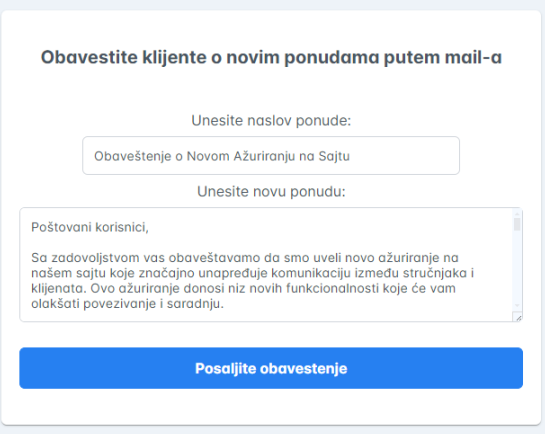 Obavestite klijente o novim ponudama putem mail-a
Unesite naslov ponude:
Obaveštenje o Novom Ažuriranju na Sajtu
Unesite novu ponudu:
Poštovani korisnici,
Sa zadovoljstvom vas obaveštavamo da smo uveli novo ažuriranje na
našem sajtu koje značajno unapređuje komunikaciju između stručnjaka i
klijenata. Ovo ažuriranje donosi niz novih funkcionalnosti koje će vam
olakšati povezivanje i saradnju.
Posaljite obavestenje